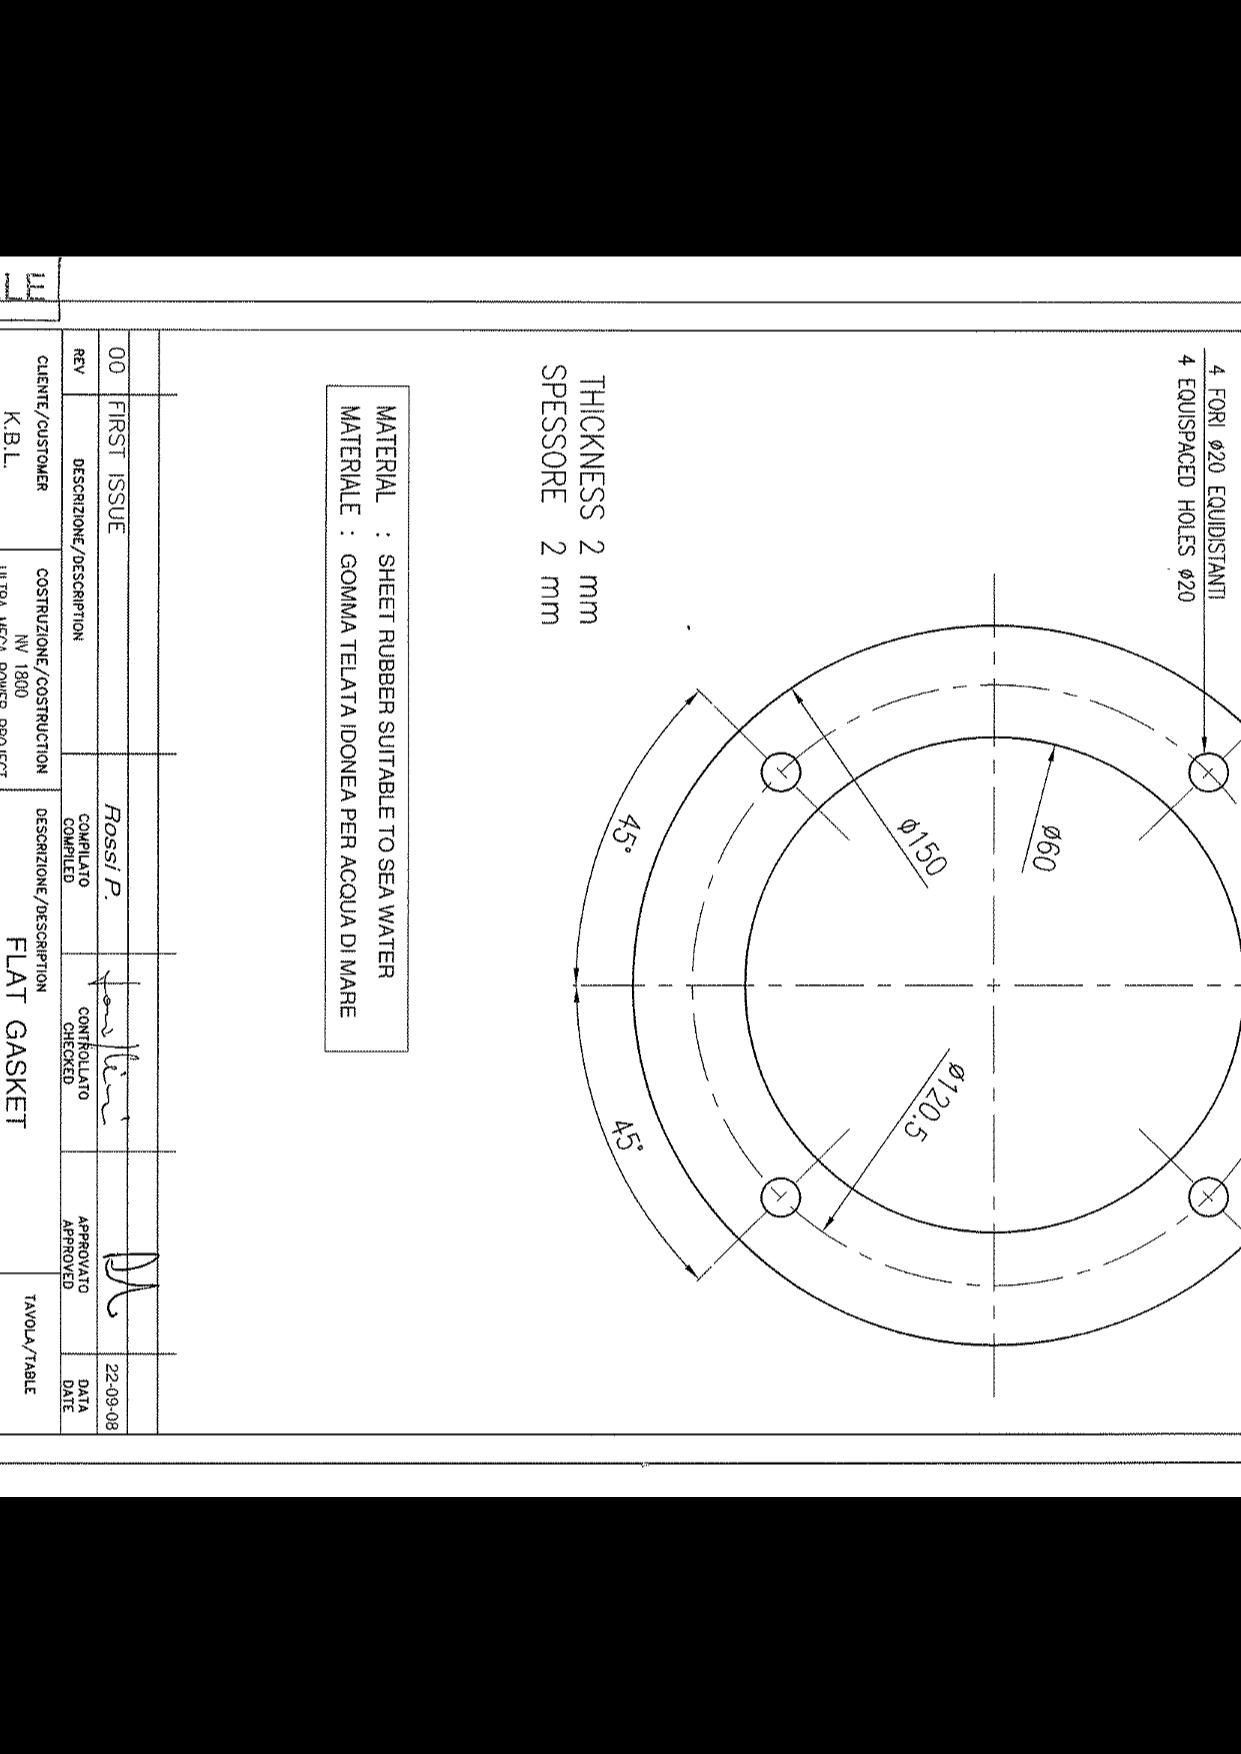 4 FORI ø20 EQUIDISTANTI
4 EQUISPACED HOLES ø20
ø60
ø150
ø120.5
45°
45°
THICKNESS 2 mm
SPESSORE 2 mm
MATERIAL : SHEET RUBBER SUITABLE TO SEA WATER
MATERIALE : GOMMA TELATA IDONEA PER ACQUA DI MARE
00 FIRST ISSUE Rossi P. 22-09-08
REV DESCRIZIONE/DESCRIPTION COMPILATO COMPILED CONTROLLATO CHECKED APPROVATO APPROVED DATA DATE
CLIENTE/CUSTOMER COSTRUZIONE/COSTRUCTION DESCRIZIONE/DESCRIPTION TAVOLA/TABLE
K.B.L. NV 1800 FLAT GASKET
ULTRA MEGA POWER PROJECT